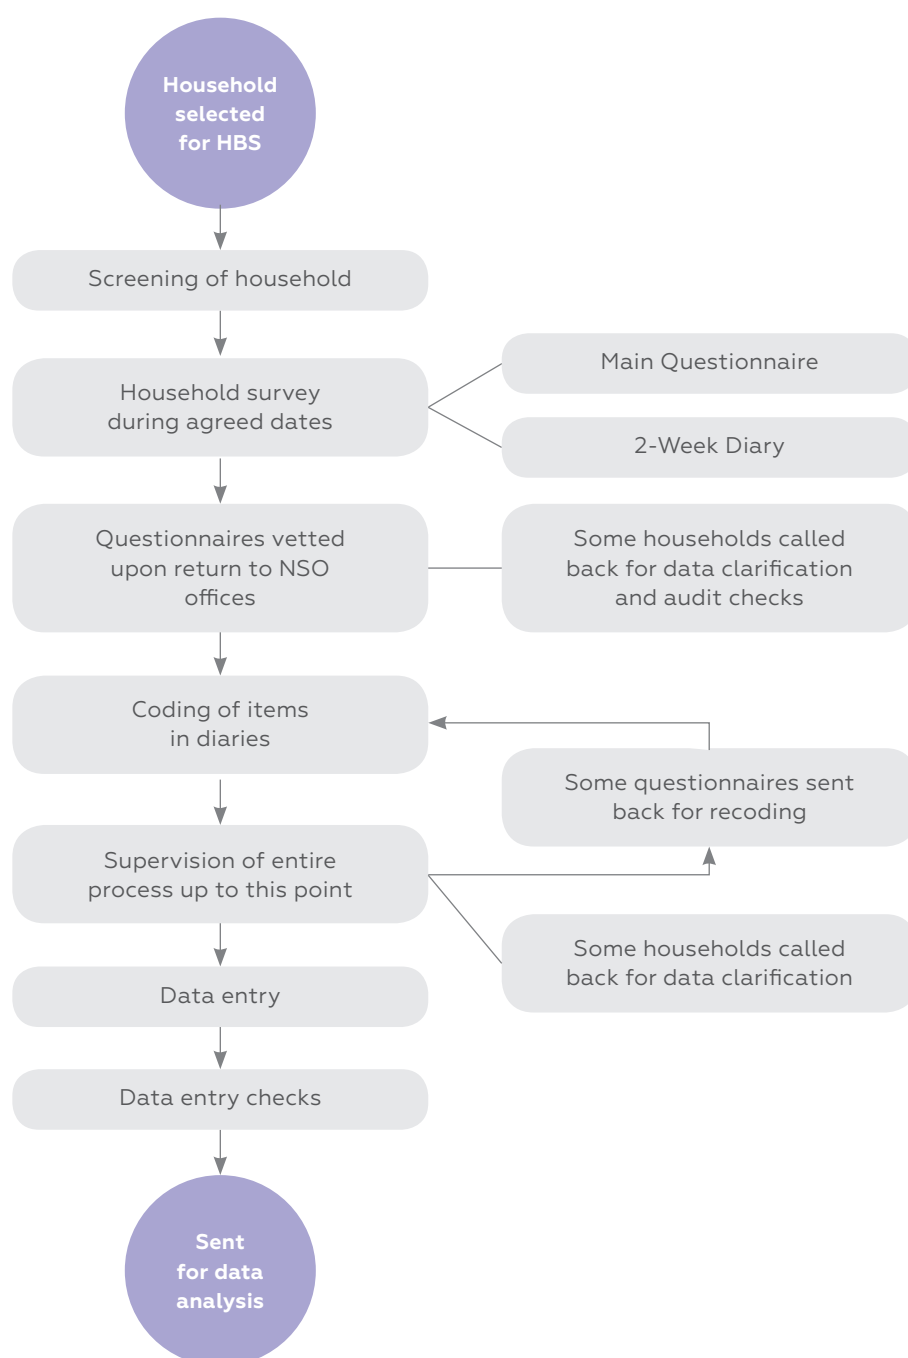 Household
selected
for HBS
Screening of household
Household survey
during agreed dates
Main Questionnaire
2-Week Diary
Questionnaires vetted
upon return to NSO
offices
Some households called
back for data clarification
and audit checks
Coding of items
in diaries
Some questionnaires sent
back for recoding
Supervision of entire
process up to this point
Some households called
back for data clarification
Data entry
Data entry checks
Sent
for data
analysis